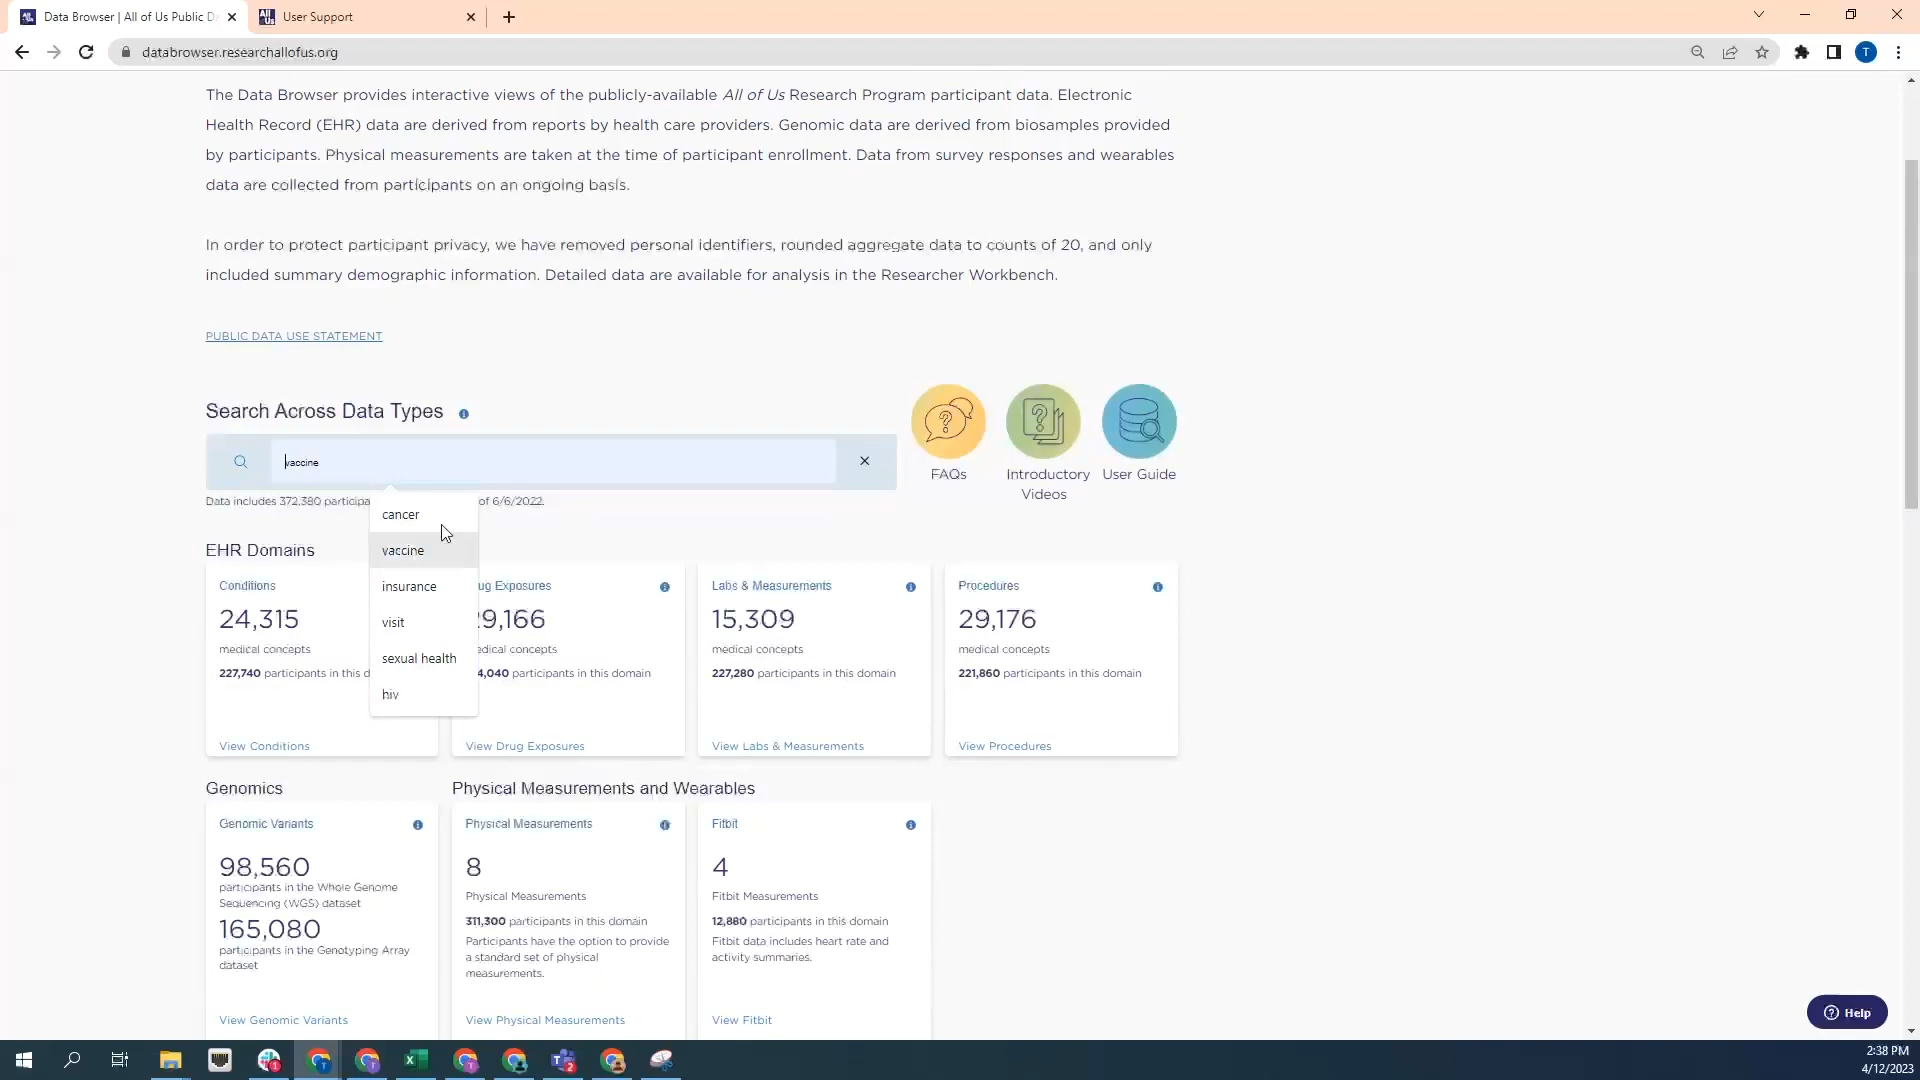 Data Browser | All of Us Public D
User Support
databrowser.researchallofus.org
T
The Data Browser provides interactive views of the publicly-available All of Us Research Program participant data. Electronic
Health Record (EHR) data are derived from reports by health care providers. Genomic data are derived from biosamples provided
by participants. Physical measurements are taken at the time of participant enrollment. Data from survey responses and wearables
data are collected from participants on an ongoing basis.
In order to protect participant privacy, we have removed personal identifiers, rounded aggregate data to counts of 20, and only
included summary demographic information. Detailed data are available for analysis in the Researcher Workbench.
PUBLIC DATA USE STATEMENT
Search Across Data Types
vaccine
FAQs
Introductory
Videos
User Guide
Data includes 372,380 participa of 6/6/2022.
cancer
vaccine
insurance
visit
sexual health
hiv
EHR Domains
Conditions
24,315
medical concepts
227,740 participants in this d
View Conditions
ug Exposures
29,166
edical concepts
4,040 participants in this domain
View Drug Exposures
Labs & Measurements
15,309
medical concepts
227,280 participants in this domain
View Labs & Measurements
Procedures
29,176
medical concepts
221,860 participants in this domain
View Procedures
Genomics
Physical Measurements and Wearables
Genomic Variants
98,560
participants in the Whole Genome
Sequencing (WGS) dataset
165,080
participants in the Genotyping Array
dataset
View Genomic Variants
Physical Measurements
8
Physical Measurements
311,300 participants in this domain
Participants have the option to provide
a standard set of physical
measurements.
View Physical Measurements
Fitbit
4
Fitbit Measurements
12,880 participants in this domain
Fitbit data includes heart rate and
activity summaries.
View Fitbit
Help
2:38 PM
4/12/2023